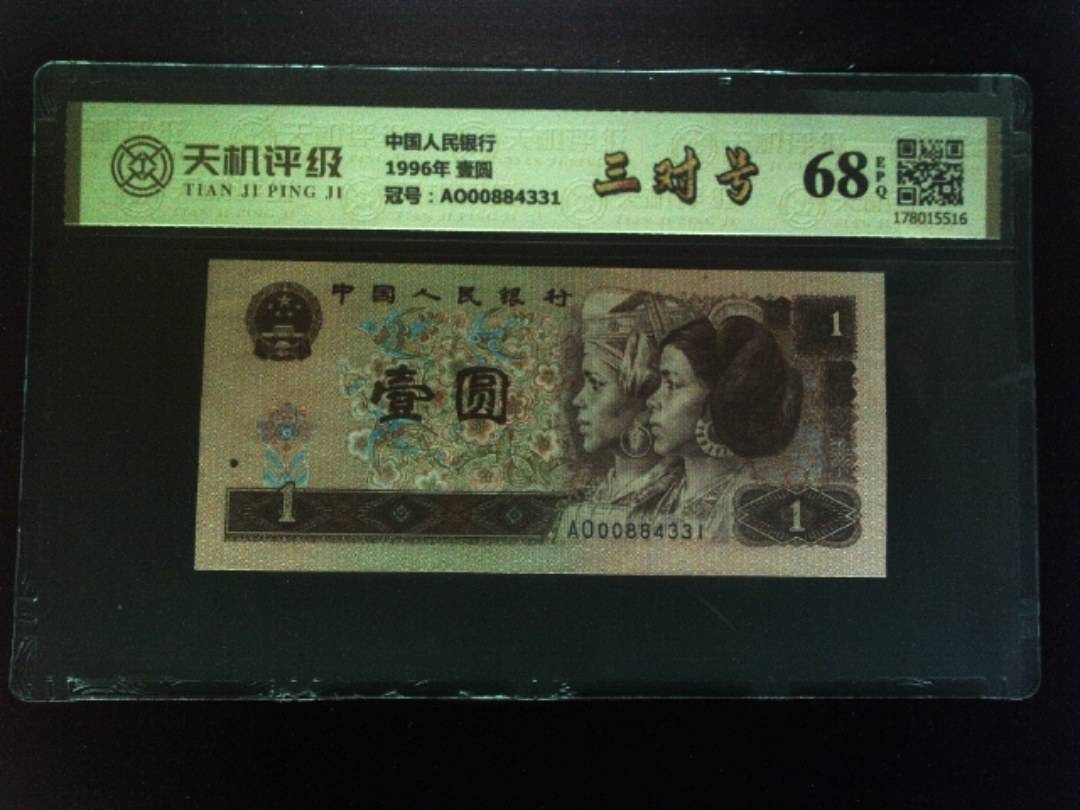 天机评级
TIAN JI PING JI
中国人民银行
1996年 壹圆
冠号：AO00884331
三对号
68
EPQ
178015516
中国人民银行
1
壹圆
1
AO00884331
1